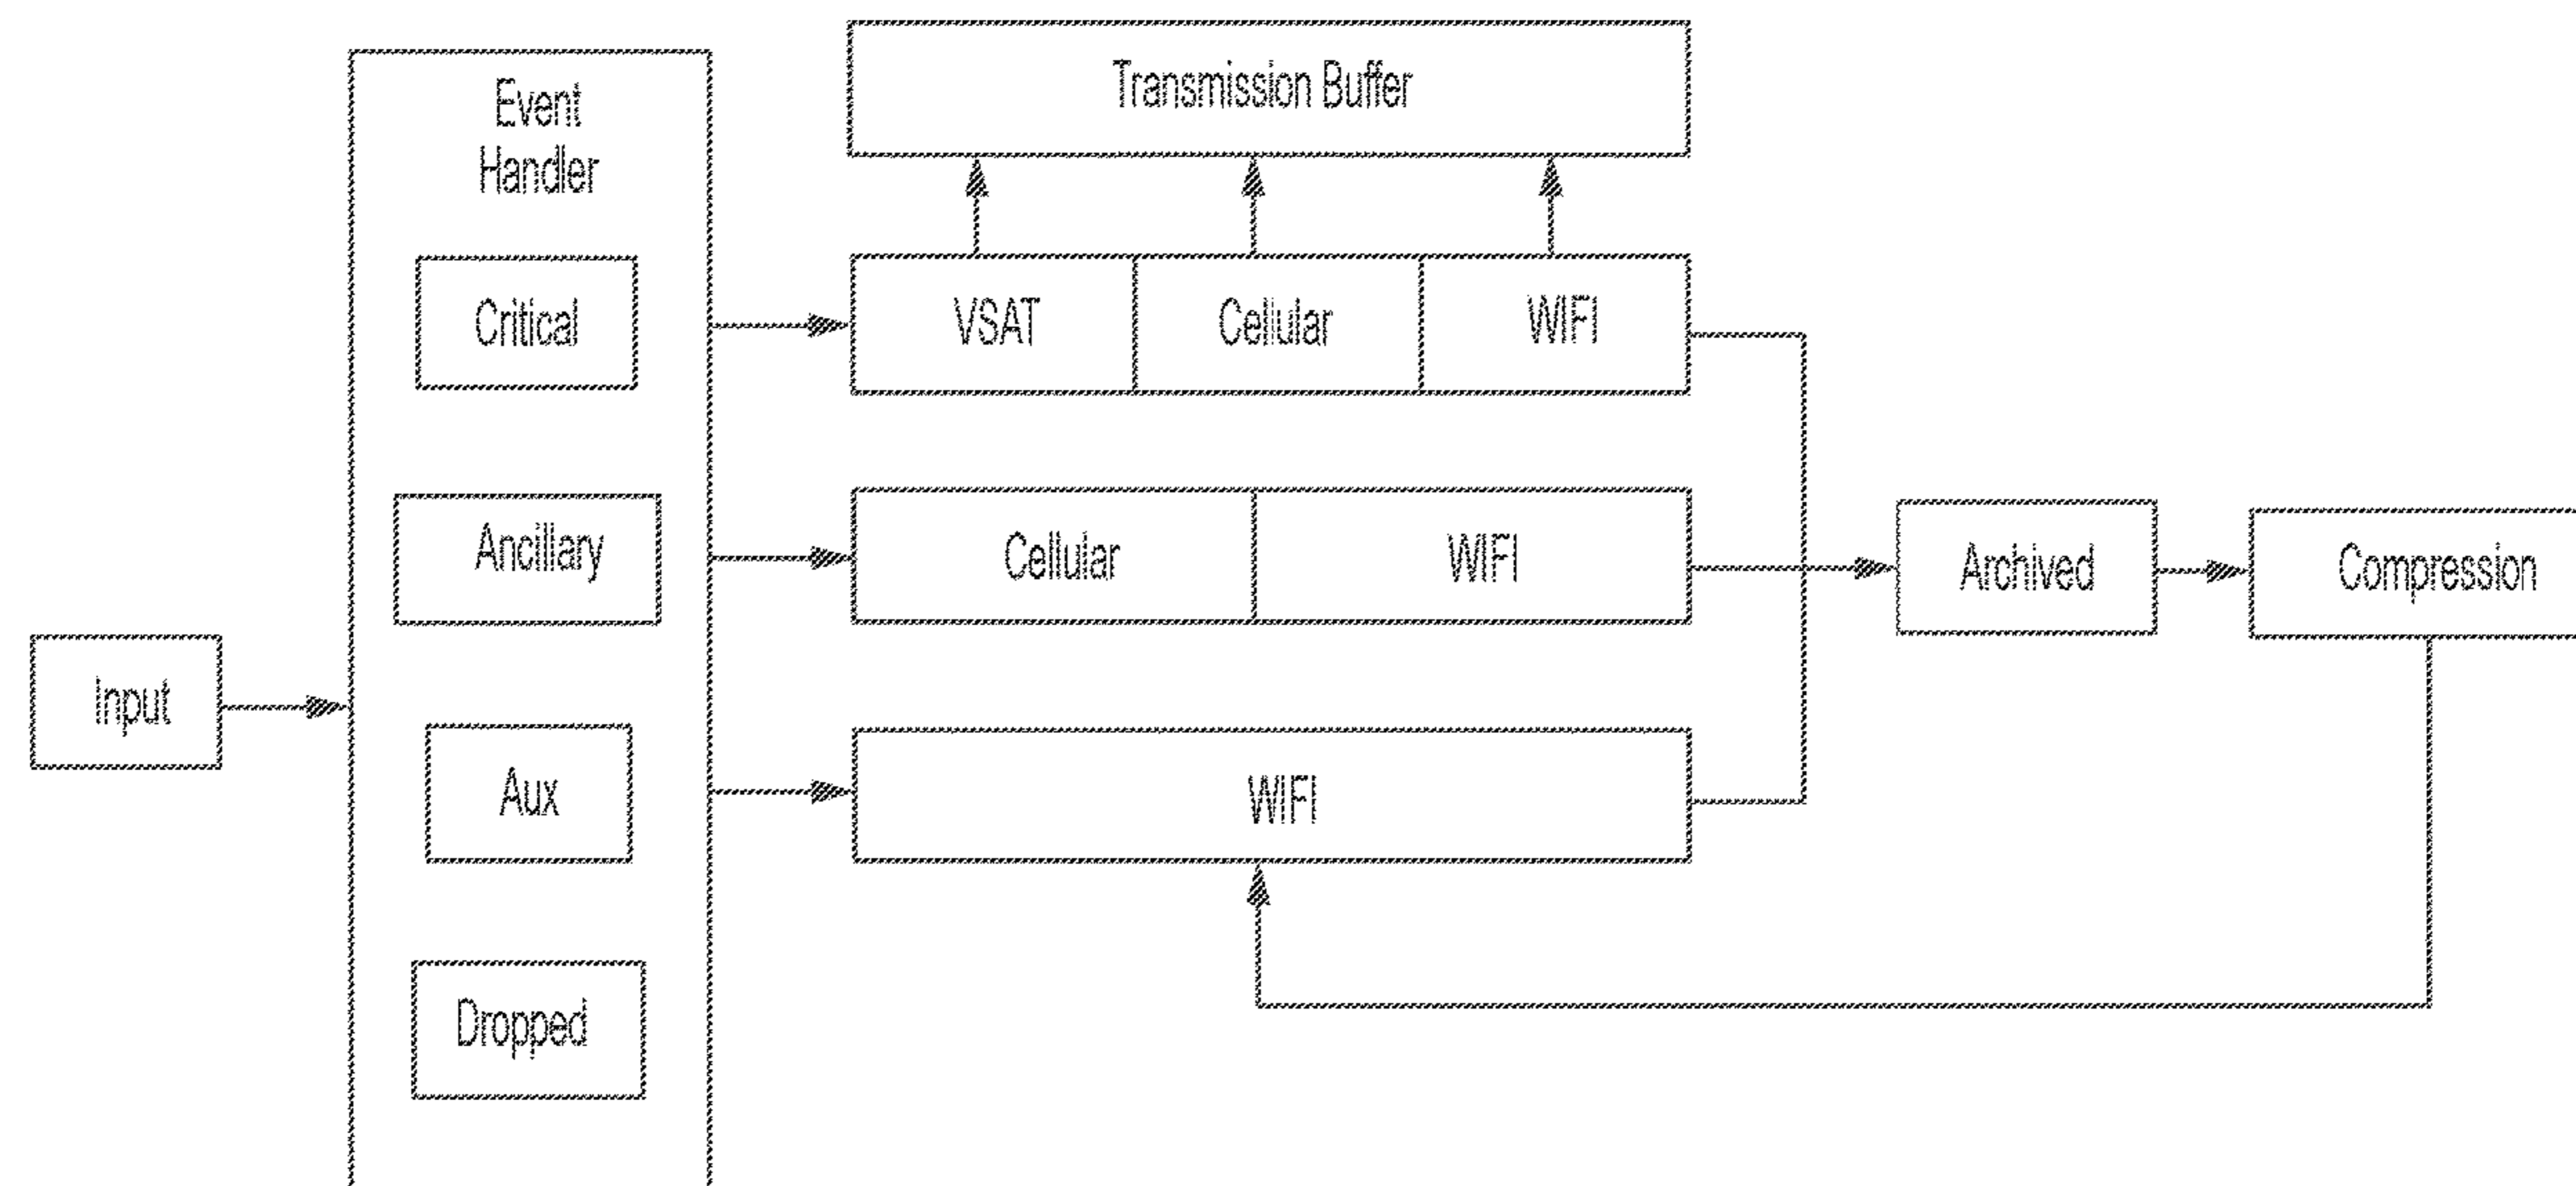 Transmission Buffer
Event
Handler
Critical
VSAT
Cellular
WIFI
Ancillary
Cellular
WIFI
Archived
Compression
Input
Aux
WIFI
Dropped